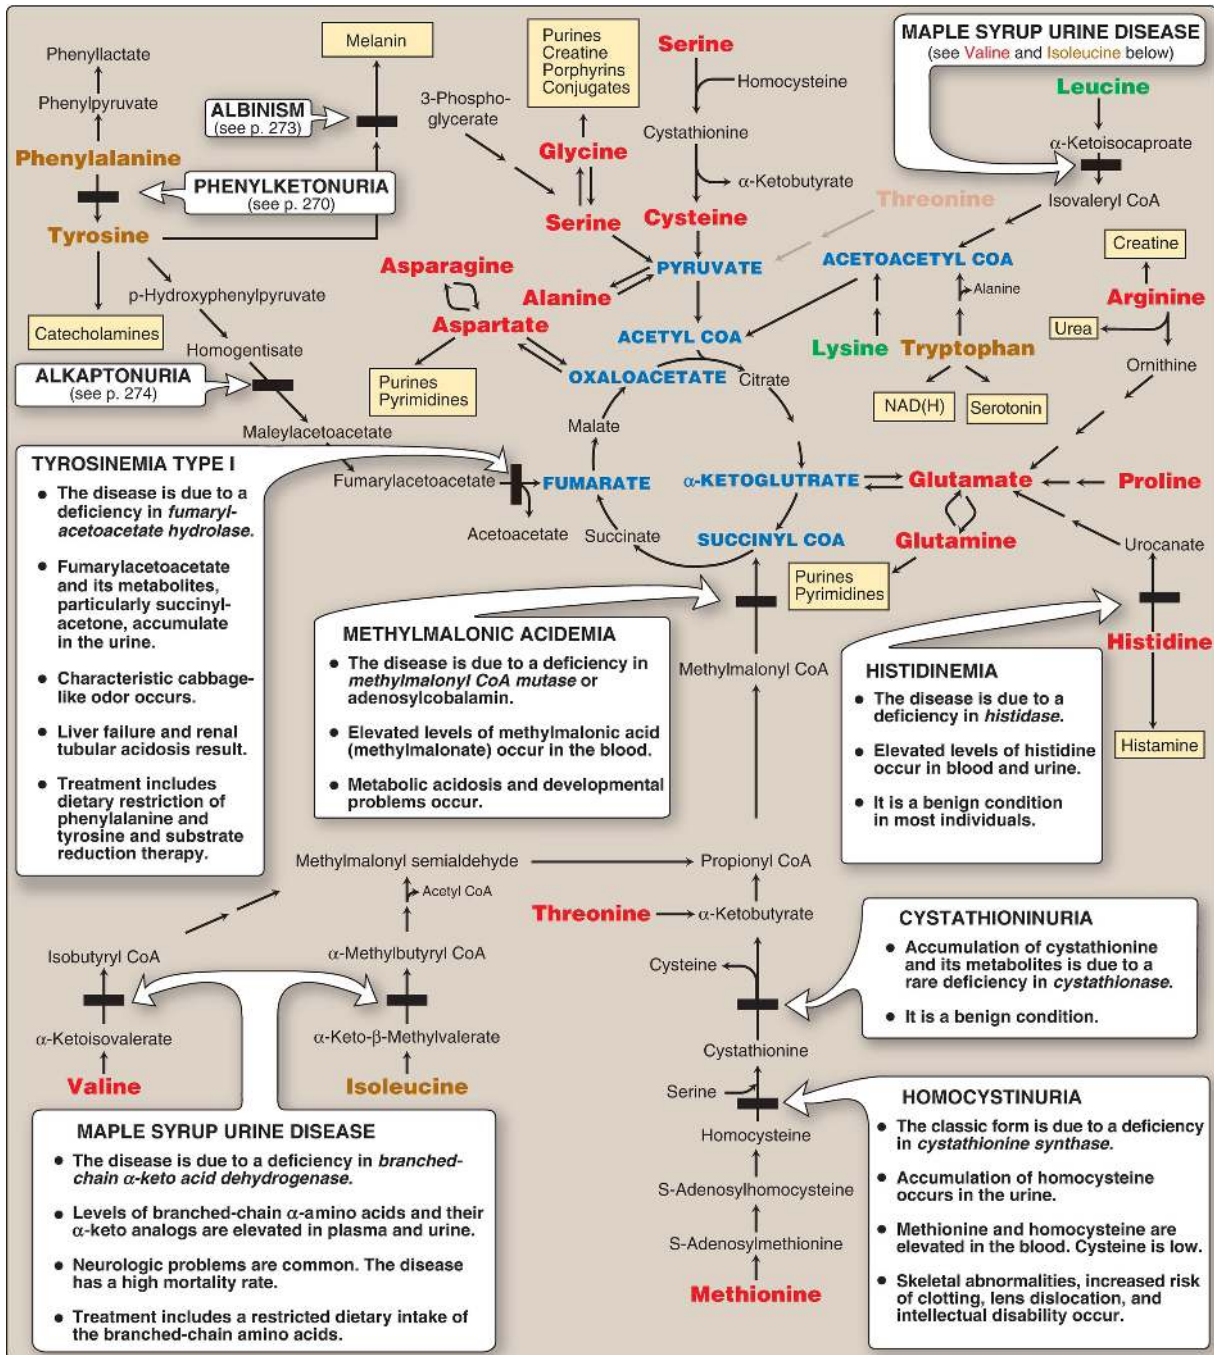 Phenyllactate
Phenylpyruvate
Phenylalanine
Tyrosine
Catecholamines
Melanin
ALBINISM
(see p. 273)
PHENYLKETONURIA
(see p. 270)
p-Hydroxyphenylpyruvate
Homogentisate
ALKAPTONURIA
(see p. 274)
Maleylacetoacetate
Fumarylacetoacetate
Acetoacetate
3-Phospho-
glycerate
Purines
Creatine
Porphyrins
Conjugates
Glycine
Serine
Serine
Homocysteine
Cystathionine
α-Ketobutyrate
Cysteine
Threonine
PYRUVATE
Asparagine
Alanine
Aspartate
Purines
Pyrimidines
ACETYL COA
OXALOACETATE
Citrate
Malate
FUMARATE
Succinate
α-KETOGLUTRATE
SUCCINYL COA
MAPLE SYRUP URINE DISEASE
(see Valine and Isoleucine below)
Leucine
α-Ketoisocaproate
Isovaleryl CoA
ACETOACETYL COA
Alanine
Lysine
Tryptophan
NAD(H)
Serotonin
Creatine
Arginine
Urea
Ornithine
Glutamate
Proline
Glutamine
Purines
Pyrimidines
Urocanate
Histidine
Histamine
TYROSINEMIA TYPE I
● The disease is due to a
deficiency in fumaryl-
acetoacetate hydrolase.
● Fumarylacetoacetate
and its metabolites,
particularly succinyl-
acetone, accumulate
in the urine.
● Characteristic cabbage-
like odor occurs.
● Liver failure and renal
tubular acidosis result.
● Treatment includes
dietary restriction of
phenylalanine and
tyrosine and substrate
reduction therapy.
METHYLMALONIC ACIDEMIA
● The disease is due to a deficiency in
methylmalonyl CoA mutase or
adenosylcobalamin.
● Elevated levels of methylmalonic acid
(methylmalonate) occur in the blood.
● Metabolic acidosis and developmental
problems occur.
Methylmalonyl CoA
HISTIDINEMIA
● The disease is due to a
deficiency in histidase.
● Elevated levels of histidine
occur in blood and urine.
● It is a benign condition
in most individuals.
Methylmalonyl semialdehyde
Propionyl CoA
Acetyl CoA
Threonine
α-Ketobutyrate
Isobutyryl CoA
α-Methylbutyryl CoA
Cysteine
α-Ketoisovalerate
α-Keto-β-Methylvalerate
Cystathionine
Valine
Isoleucine
Serine
Homocysteine
S-Adenosylhomocysteine
S-Adenosylmethionine
Methionine
CYSTATHIONINURIA
● Accumulation of cystathionine
and its metabolites is due to a
rare deficiency in cystathionase.
● It is a benign condition.
MAPLE SYRUP URINE DISEASE
● The disease is due to a deficiency in branched-
chain α-keto acid dehydrogenase.
● Levels of branched-chain α-amino acids and their
α-keto analogs are elevated in plasma and urine.
● Neurologic problems are common. The disease
has a high mortality rate.
● Treatment includes a restricted dietary intake of
the branched-chain amino acids.
HOMOCYSTINURIA
● The classic form is due to a deficiency
in cystathionine synthase.
● Accumulation of homocysteine
occurs in the urine.
● Methionine and homocysteine are
elevated in the blood. Cysteine is low.
● Skeletal abnormalities, increased risk
of clotting, lens dislocation, and
intellectual disability occur.